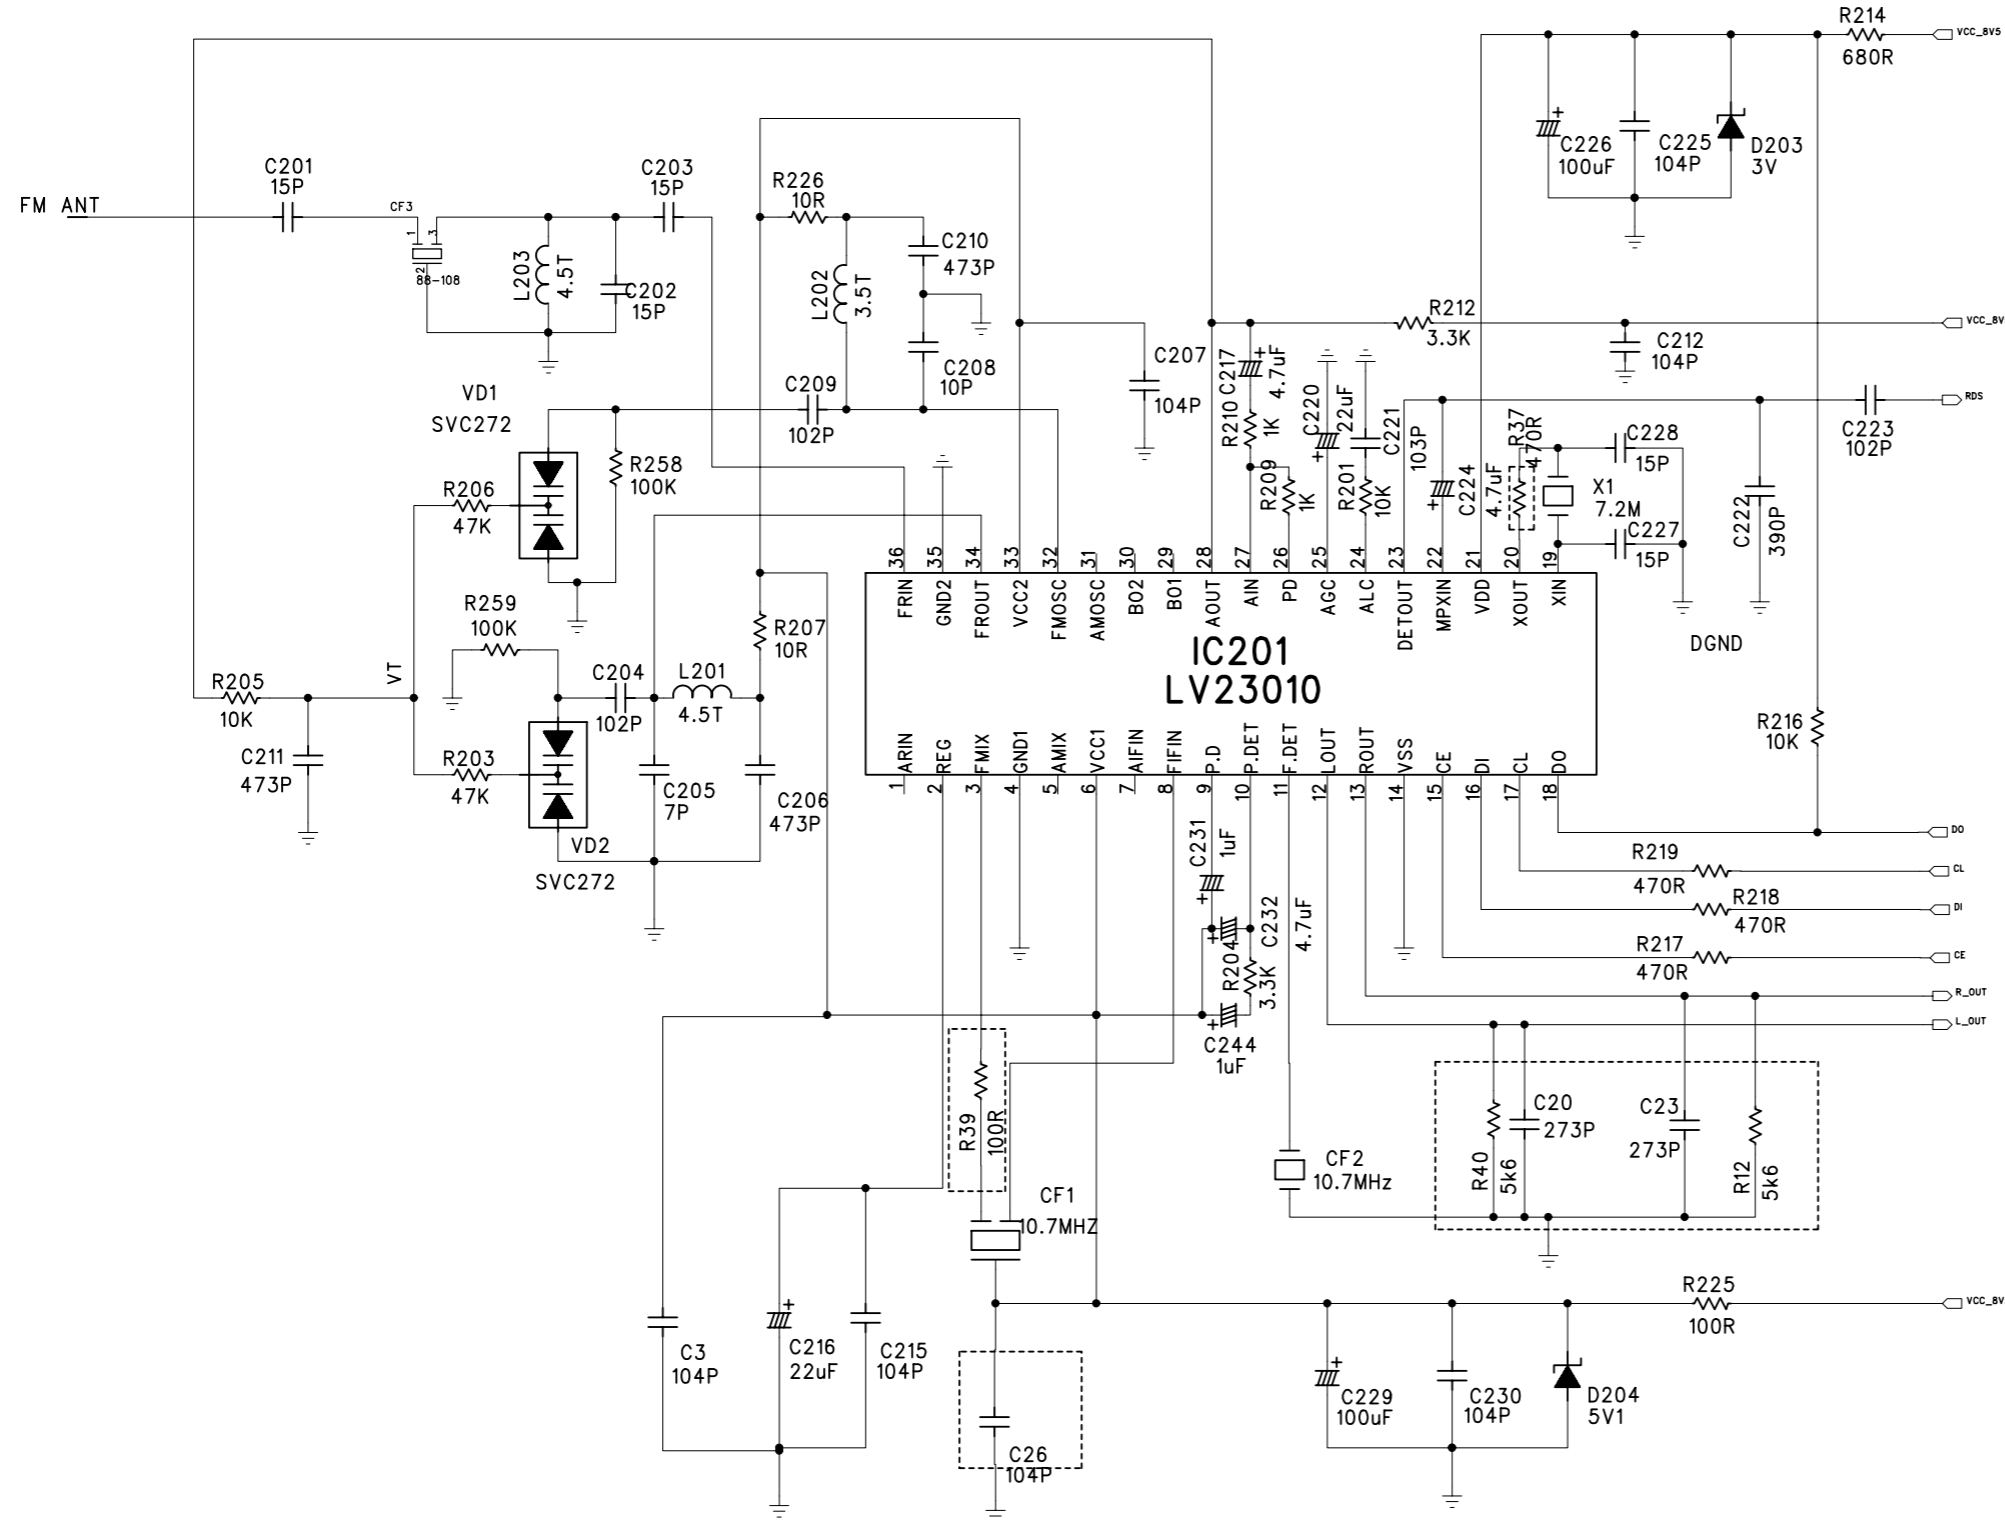 R214
VCC_8V5
680R
C226
100uF
C225
104P
D203
3V
C201
15P
C203
15P
R226
10R
FM ANT
CF3
1
3
2
88-108
L203
4.5T
C202
15P
L202
3.5T
C210
473P
C208
10P
C207
104P
R212
3.3K
VCC_8V
C212
104P
C217
4.7uF
R210
1K
R209
1K
C220
22uF
C221
103P
R201
10K
C224
4.7uF
R37
470R
C228
15P
X1
7.2M
C227
15P
C222
390P
C223
102P
RDS
VD1
SVC272
C209
102P
R258
100K
R206
47K
R259
100K
VT
R205
10K
C211
473P
R203
47K
C204
102P
L201
4.5T
R207
10R
C205
7P
C206
473P
VD2
SVC272
36 35 34 33 32 31 30 29 28 27 26 25 24 23 22 21 20 19
FRIN GND2 FROUT VCC2 FMOSC AMOSC BO2 BO1 AOUT AIN PD AGC ALC DETOUT MPXIN VDD XOUT XIN
IC201
LV23010
DGND
ARIN REG FMIX GND1 AMIX VCC1 AIFIN FIFIN P.D P.DET F.DET LOUT ROUT VSS CE DI CL DO
1 2 3 4 5 6 7 8 9 10 11 12 13 14 15 16 17 18
R216
10K
DO
R219
470R
CL
R218
470R
DI
R217
470R
CE
R_OUT
L_OUT
C231
1uF
C232
4.7uF
R204
3.3K
C244
1uF
R39
100R
CF1
10.7MHZ
CF2
10.7MHz
R40
5k6
C20
273P
C23
273P
R12
5k6
R225
100R
VCC_8V
C3
104P
C216
22uF
C215
104P
C26
104P
C229
100uF
C230
104P
D204
5V1